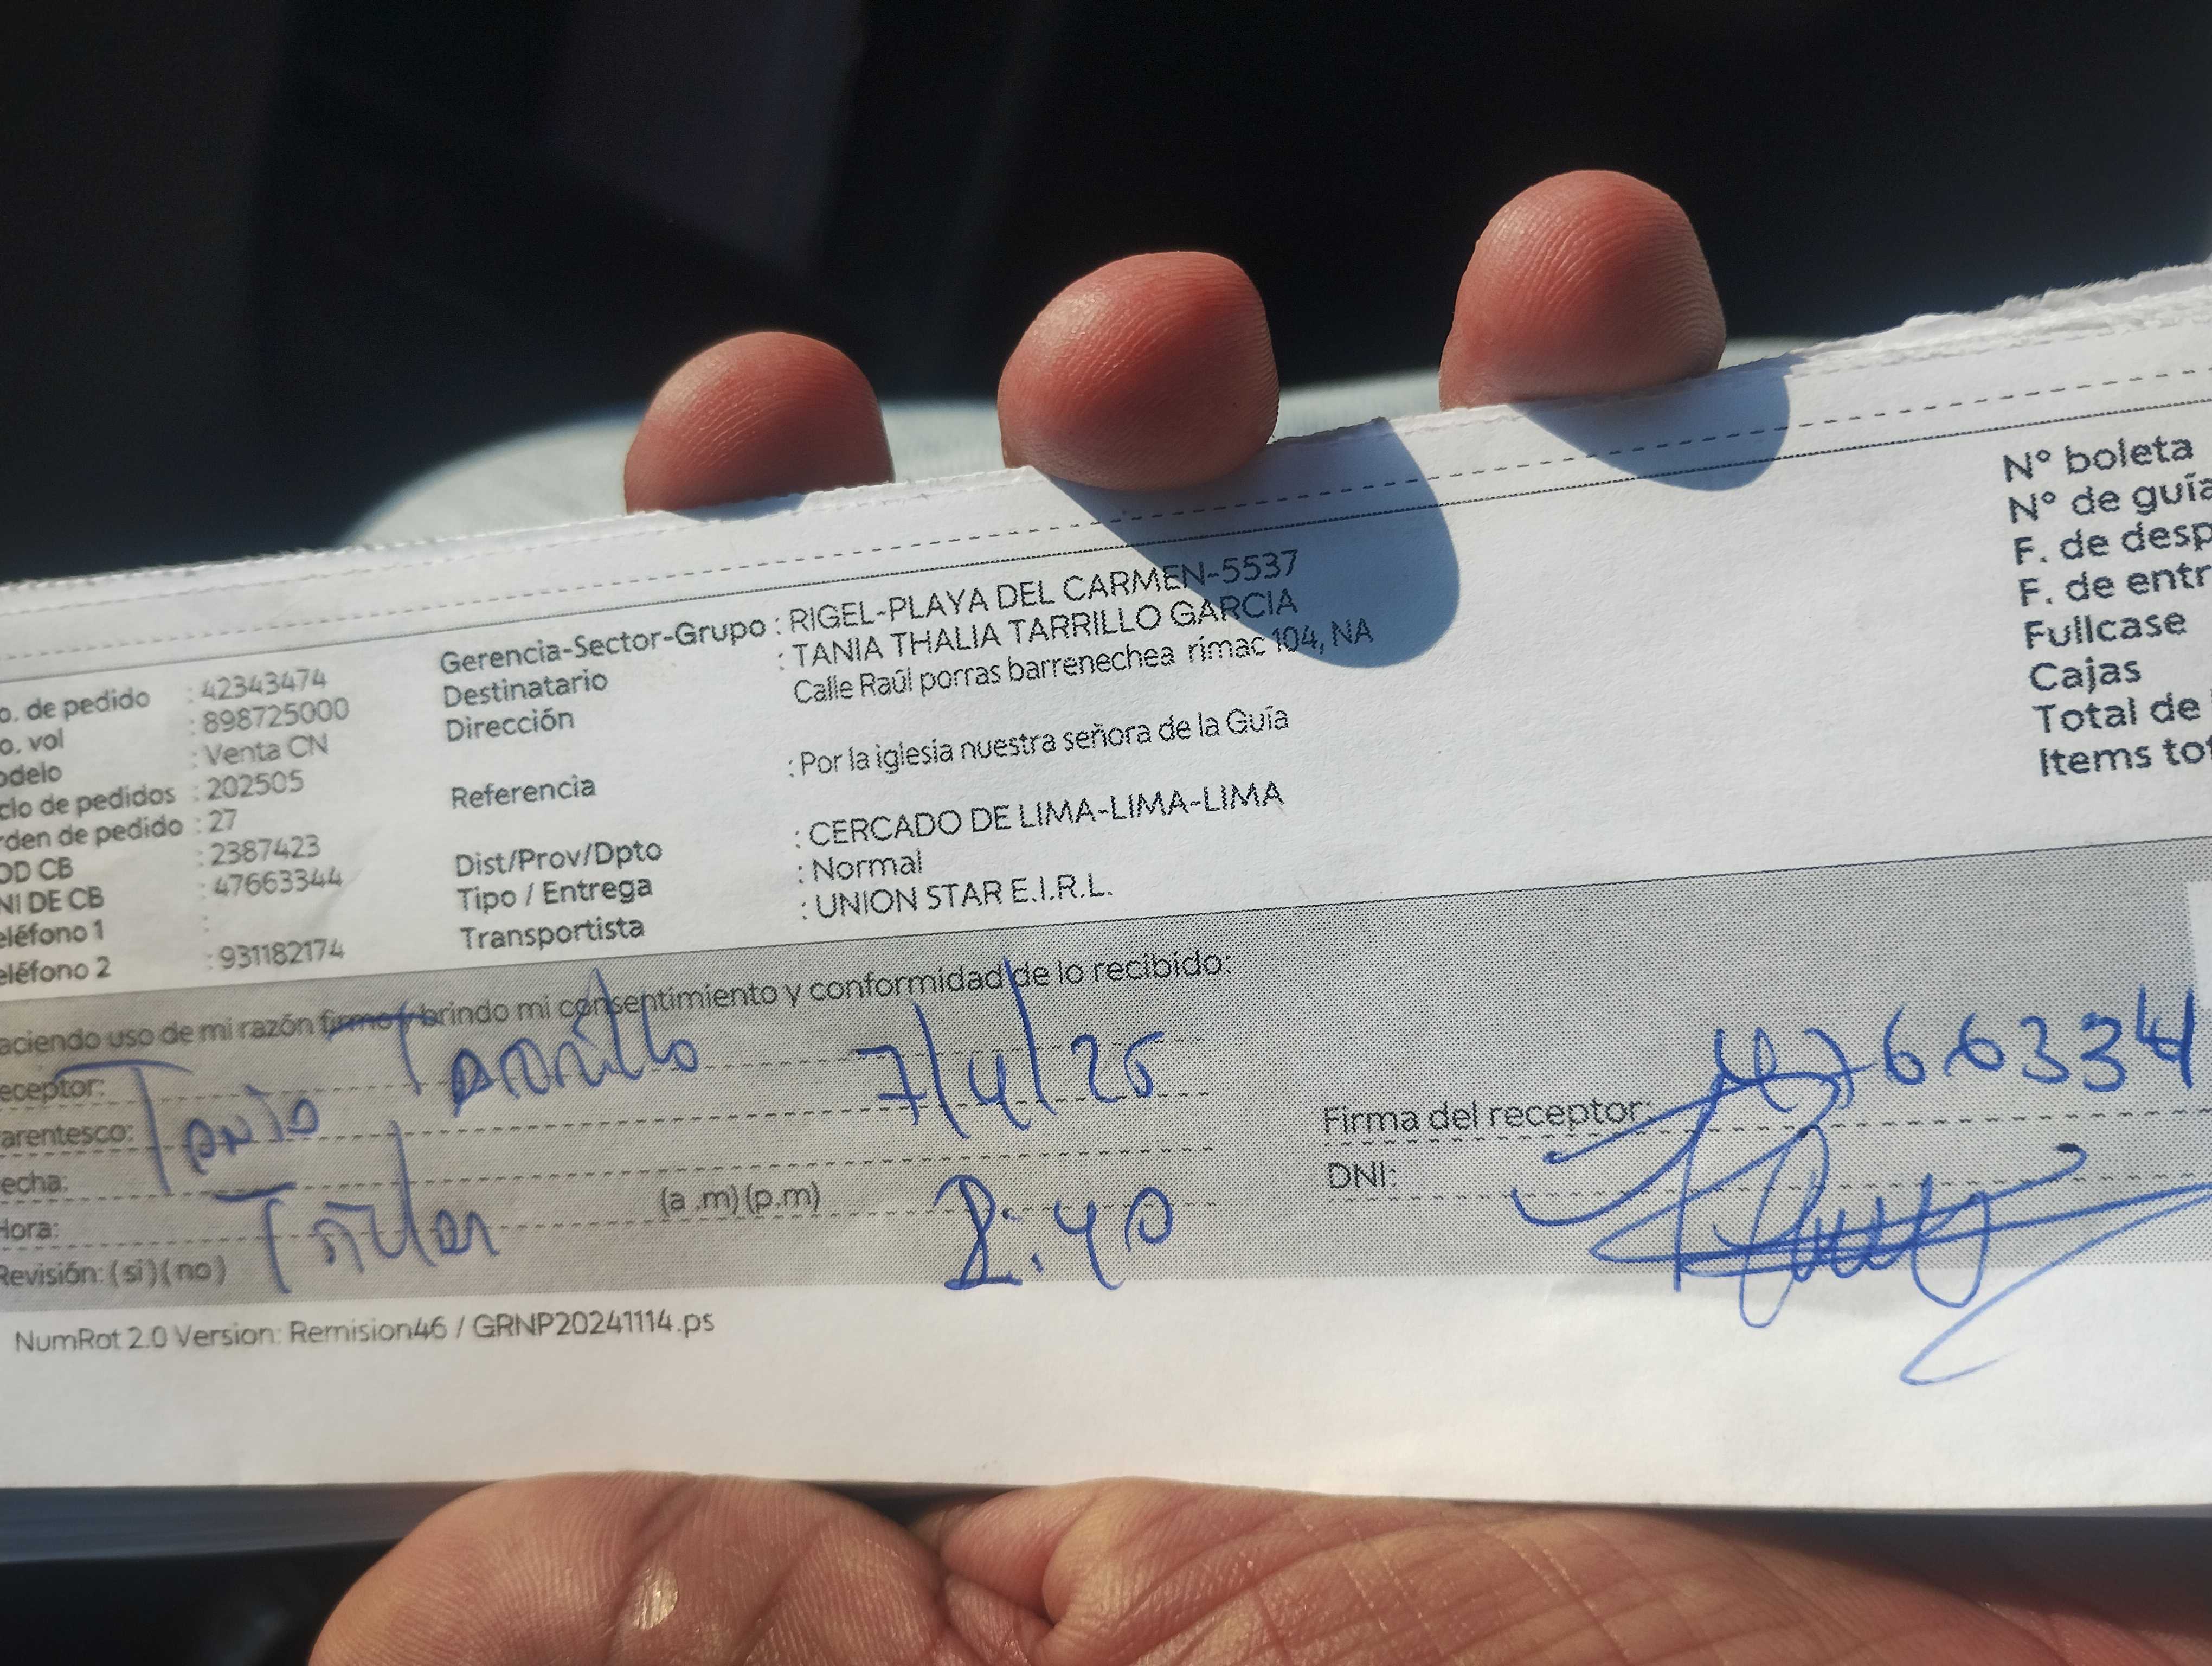 o. de pedido : 42343474
o. vol : 898725000
odelo : Venta CN
clo de pedidos : 202505
rden de pedido : 27
OD CB : 2387423
NI DE CB : 47663344
eléfono 1 :
eléfono 2 : 931182174
Gerencia-Sector-Grupo : RIGEL-PLAYA DEL CARMEN-5537
Destinatario : TANIA THALIA TARRILLO GARCIA
Dirección Calle Raúl porras barrenechea rimac 104, NA
Referencia : Por la iglesia nuestra señora de la Guía
Dist/Prov/Dpto : CERCADO DE LIMA-LIMA-LIMA
Tipo / Entrega : Normal
Transportista : UNION STAR E.I.R.L.
N° boleta
N° de guía
F. de desp
F. de entr
Fullcase
Cajas
Total de
Items tot
aciendo uso de mi razón firmo y brindo mi consentimiento y conformidad de lo recibido:
eceptor: Tania Tarrillo 7/4/25
arentesco:
echa:
Hora: Titular (a .m) (p.m) 8:40
Revisión: (si) (no)
Firma del receptor: 47663344
DNI:
NumRot 2.0 Version: Remision46 / GRNP20241114.ps